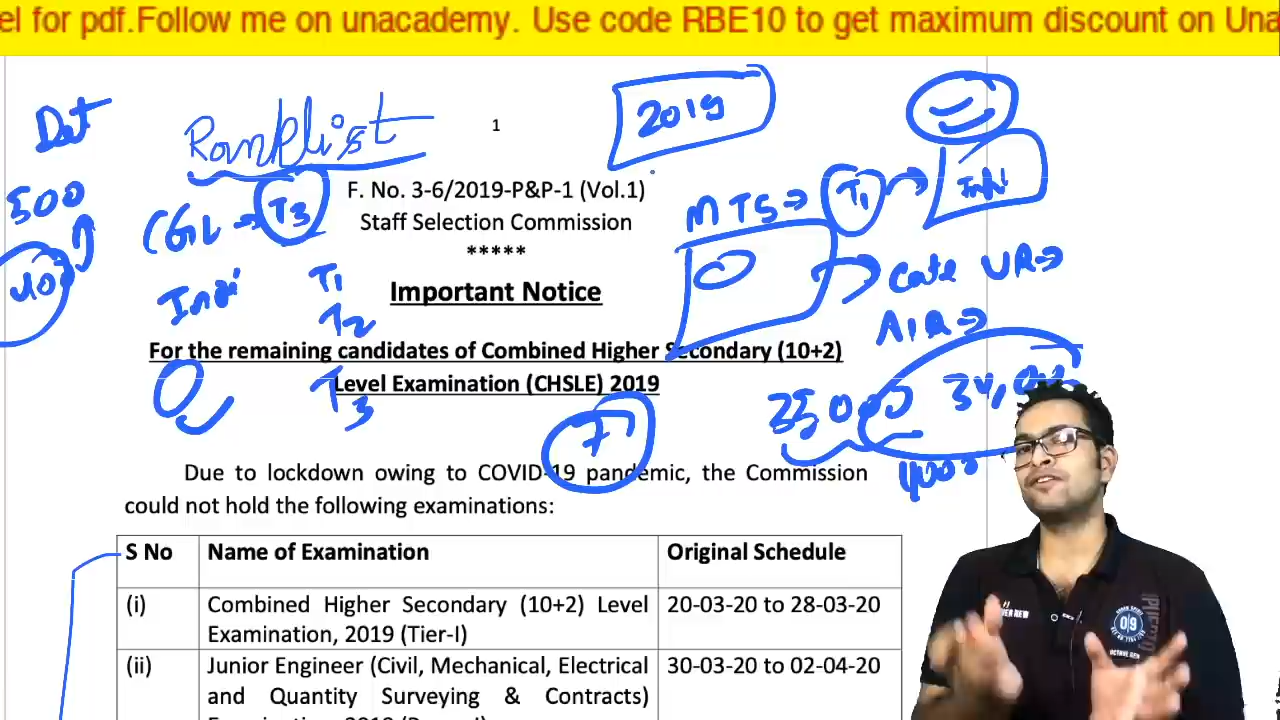 el for pdf.Follow me on unacademy. Use code RBE10 to get maximum discount on Una
Ranklist
2019
1
500
F. No. 3-6/2019-P&P-1 (Vol.1)
MTS → T1 →
CGL → T3
Staff Selection Commission
*****
T1
Cate UR →
Important Notice
T2
AIR →
For the remaining candidates of Combined Higher Secondary (10+2)
Level Examination (CHSLE) 2019
T3
7
Due to lockdown owing to COVID-19 pandemic, the Commission
could not hold the following examinations:
S No Name of Examination Original Schedule
(i) Combined Higher Secondary (10+2) Level 20-03-20 to 28-03-20
Examination, 2019 (Tier-I)
(ii) Junior Engineer (Civil, Mechanical, Electrical 30-03-20 to 02-04-20
and Quantity Surveying & Contracts)
09
OCTAVE GEN